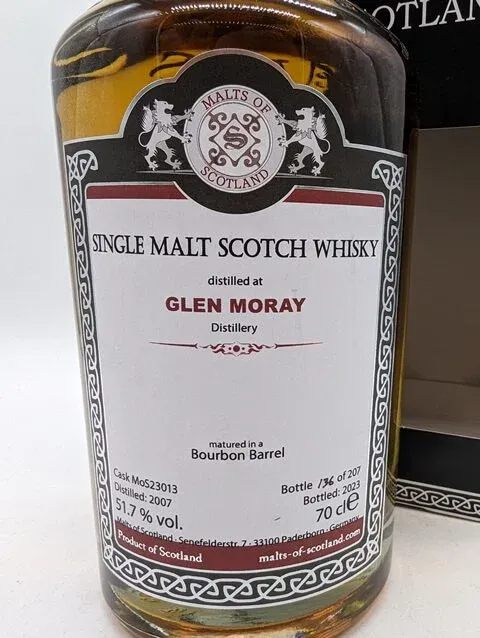 OTLAN
MALTS OF
S
SCOTLAND
SINGLE MALT SCOTCH WHISKY
distilled at
GLEN MORAY
Distillery
matured in a
Bourbon Barrel
Cask MoS23013
Distilled: 2007
51.7 % vol.
Bottle 136 of 207
Bottled: 2023
70 cl e
Malts of Scotland · Senefelderstr. 7 · 33100 Paderborn · Germany
Product of Scotland
malts-of-scotland.com